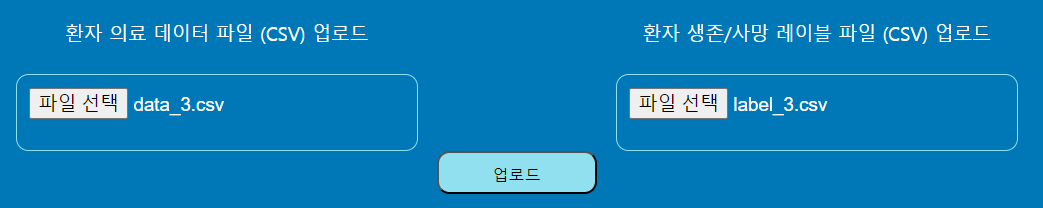 환자 의료 데이터 파일 (CSV) 업로드
환자 생존/사망 레이블 파일 (CSV) 업로드
파일 선택 data_3.csv
파일 선택 label_3.csv
업로드